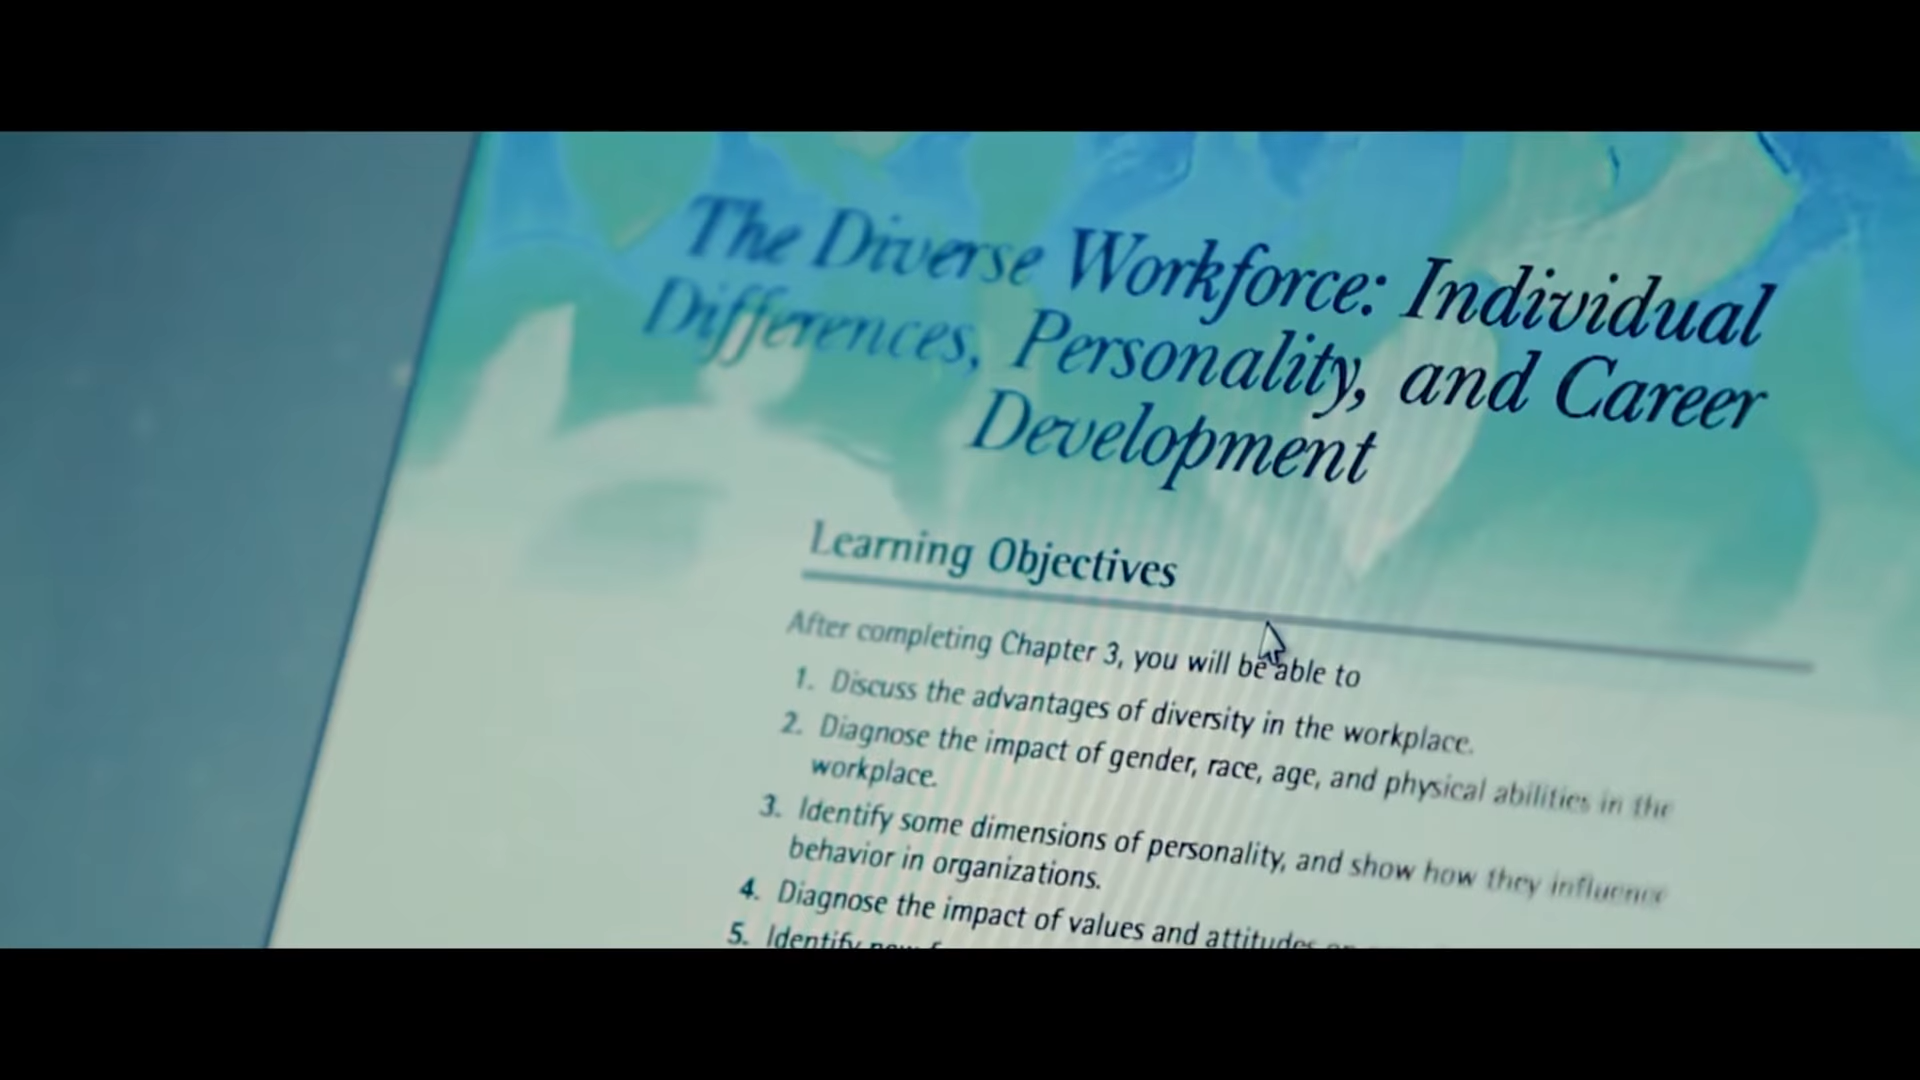 The Diverse Workforce: Individual
Differences, Personality, and Career
Development
Learning Objectives
After completing Chapter 3, you will be able to
1. Discuss the advantages of diversity in the workplace.
2. Diagnose the impact of gender, race, age, and physical abilities in the
workplace.
3. Identify some dimensions of personality, and show how they influence
behavior in organizations.
4. Diagnose the impact of values and attitudes
5. Identify